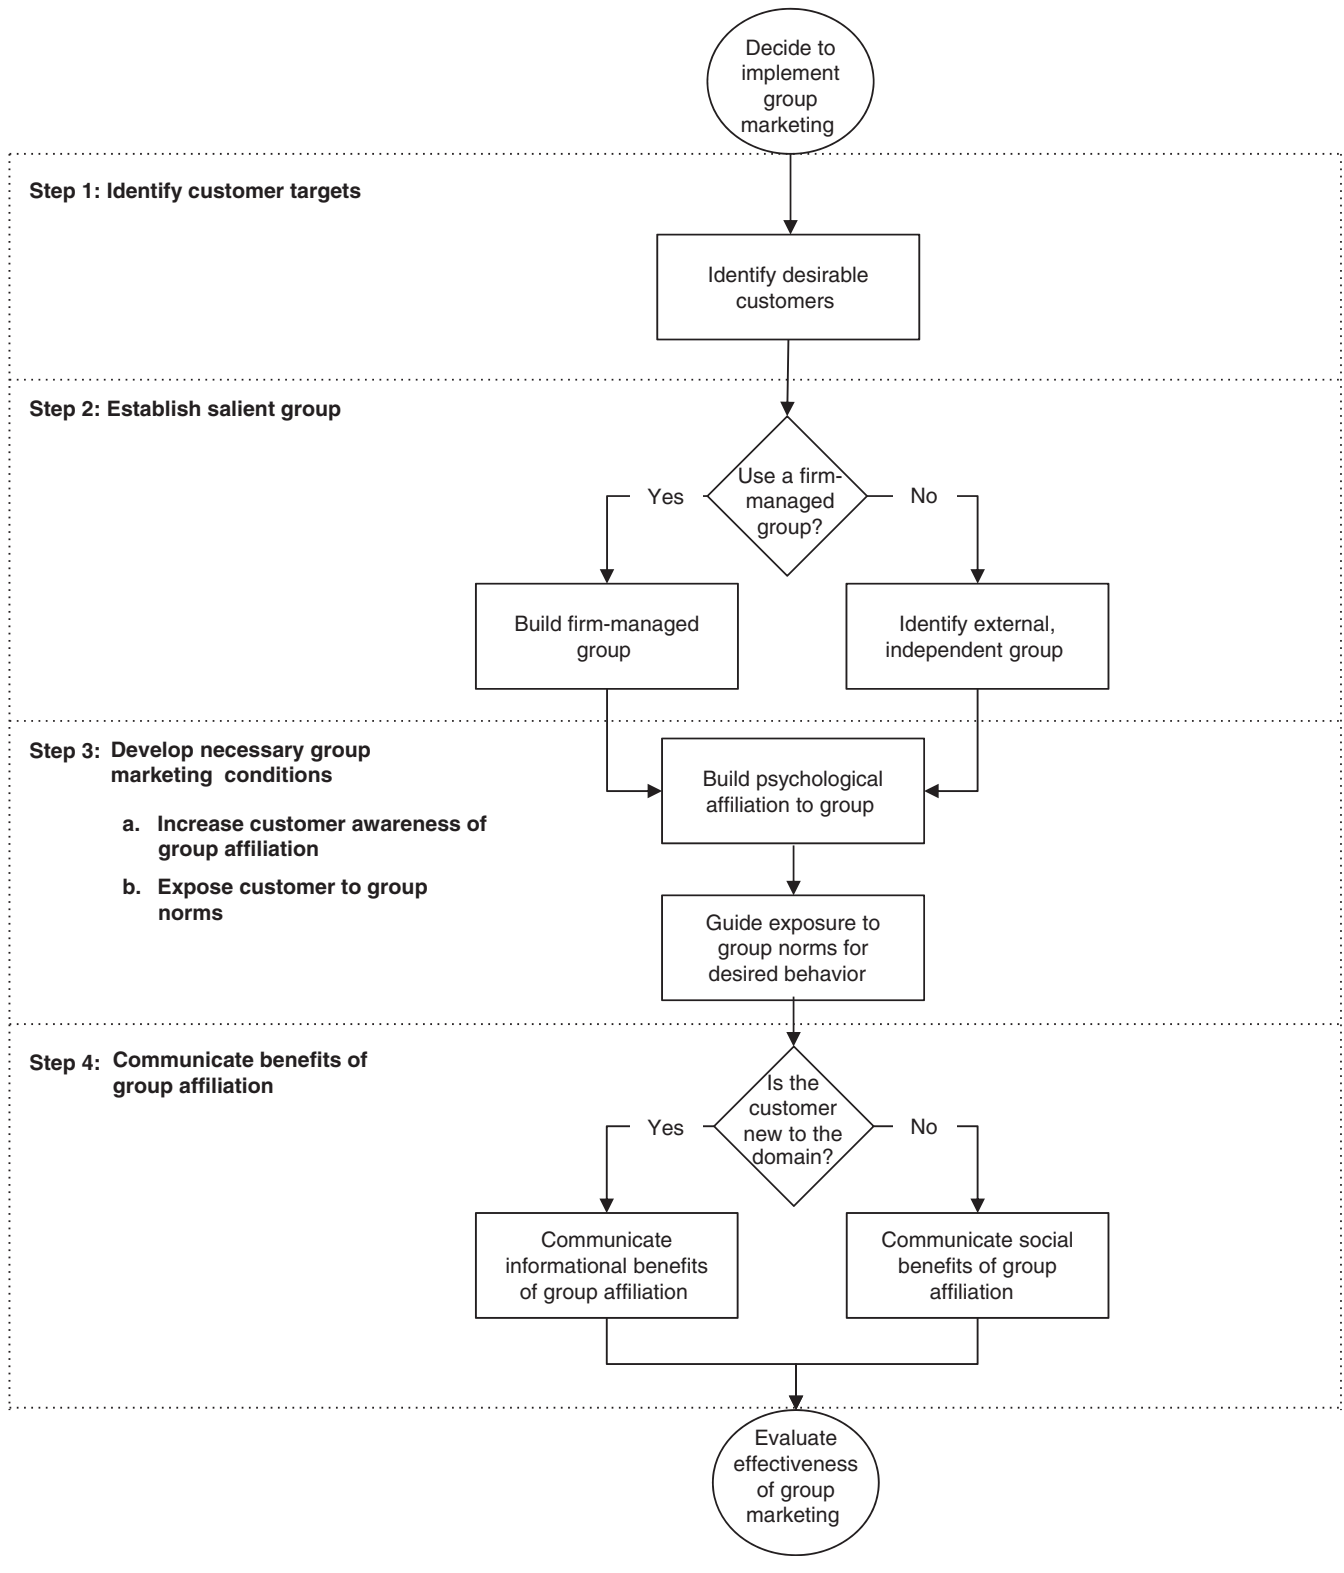 Decide to
implement
group
marketing
Step 1: Identify customer targets
Identify desirable
customers
Step 2: Establish salient group
Use a firm-
managed
group?
Yes
No
Build firm-managed
group
Identify external,
independent group
Step 3: Develop necessary group
marketing conditions
a. Increase customer awareness of
group affiliation
b. Expose customer to group
norms
Build psychological
affiliation to group
Guide exposure to
group norms for
desired behavior
Step 4: Communicate benefits of
group affiliation
Is the
customer
new to the
domain?
Yes
No
Communicate
informational benefits
of group affiliation
Communicate social
benefits of group
affiliation
Evaluate
effectiveness
of group
marketing